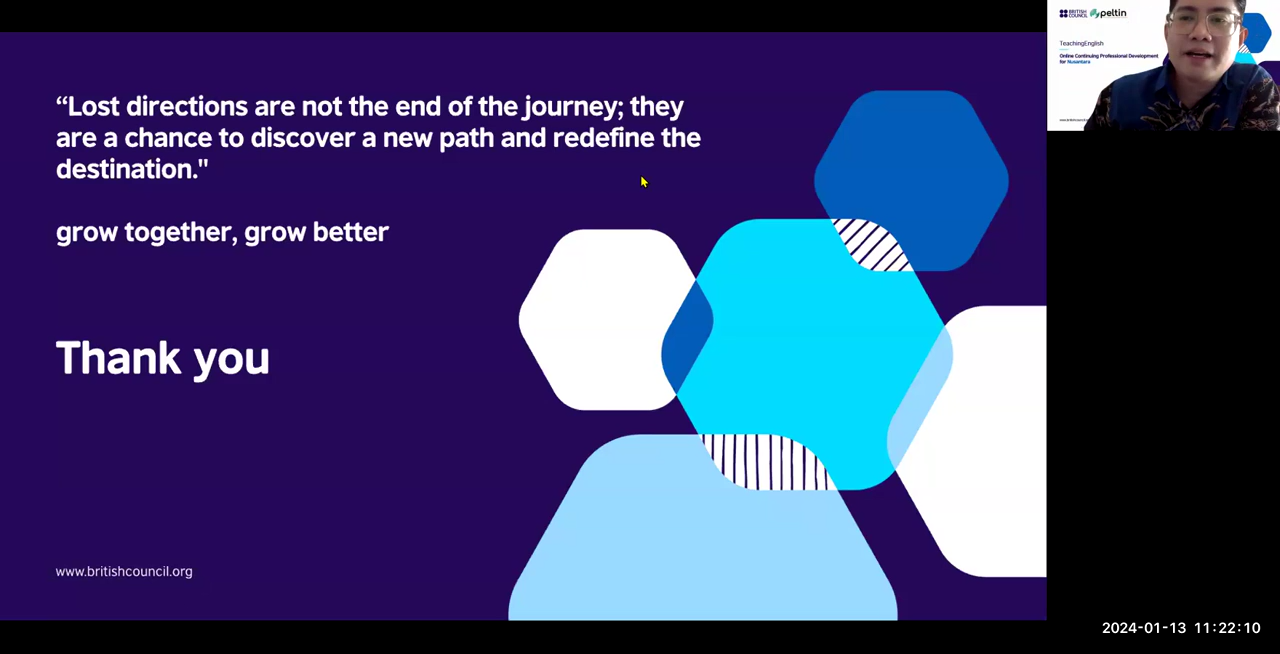 “Lost directions are not the end of the journey; they
are a chance to discover a new path and redefine the
destination."
grow together, grow better
Thank you
www.britishcouncil.org
BRITISH
COUNCIL
peltin
TeachingEnglish
Online Continuing Professional Development
for Nusantara
2024-01-13 11:22:10